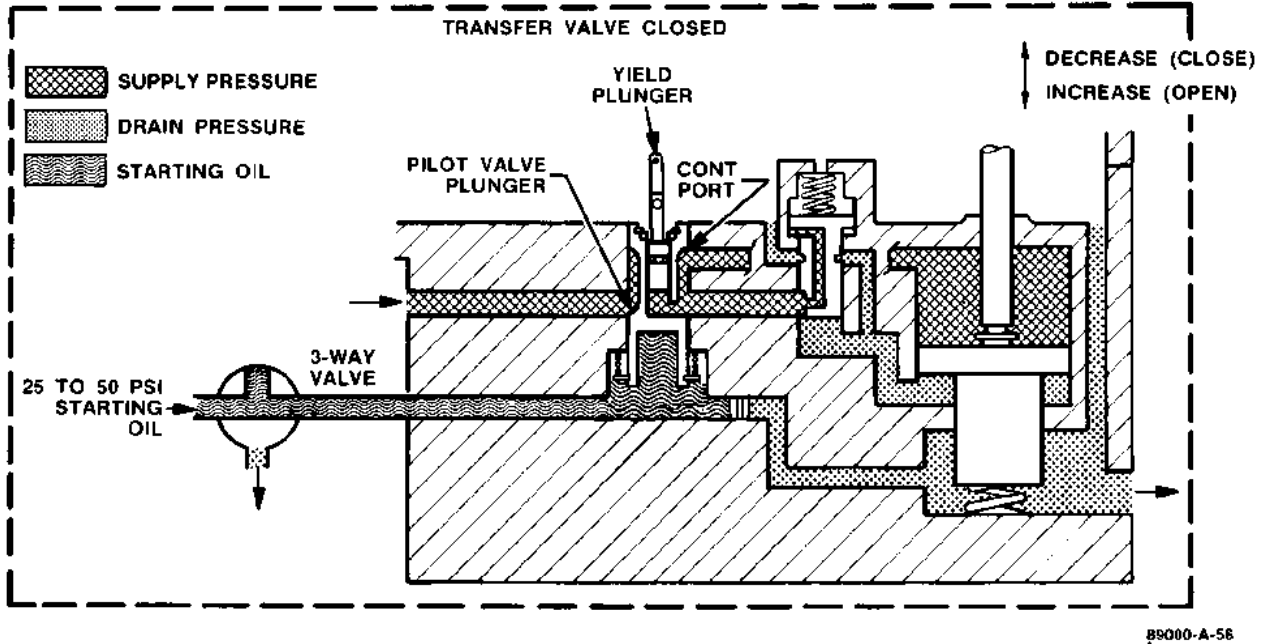 TRANSFER VALVE CLOSED
DECREASE (CLOSE)
INCREASE (OPEN)
SUPPLY PRESSURE
DRAIN PRESSURE
STARTING OIL
YIELD
PLUNGER
PILOT VALVE
PLUNGER
CONT
PORT
3-WAY
VALVE
25 TO 50 PSI
STARTING
OIL
89000-A-56